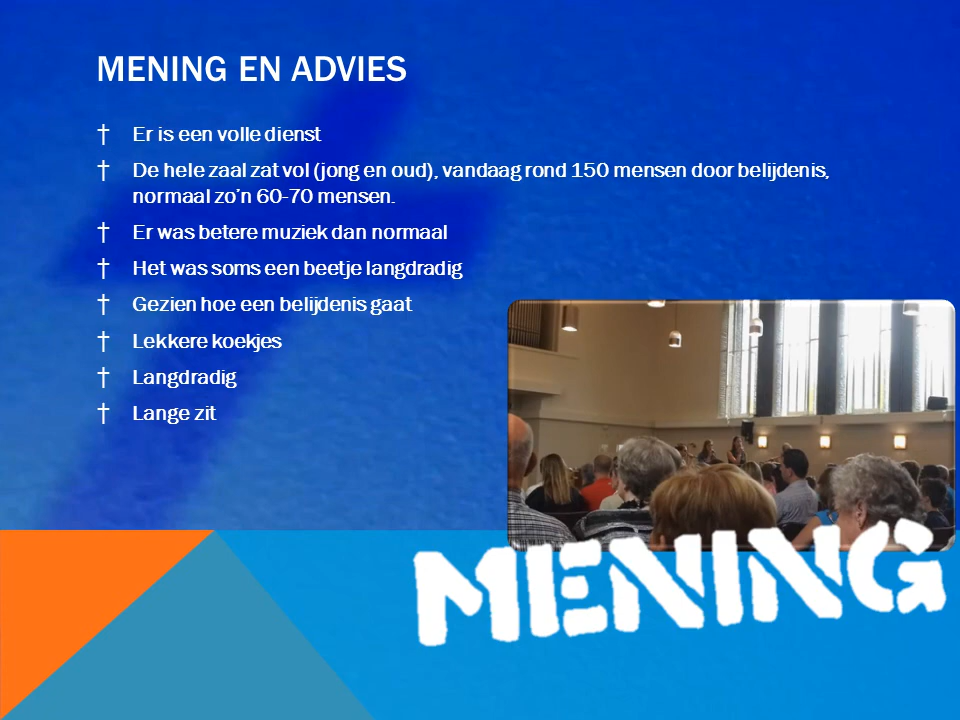 MENING EN ADVIES
† Er is een volle dienst
† De hele zaal zat vol (jong en oud), vandaag rond 150 mensen door belijdenis,
normaal zo’n 60-70 mensen.
† Er was betere muziek dan normaal
† Het was soms een beetje langdradig
† Gezien hoe een belijdenis gaat
† Lekkere koekjes
† Langdradig
† Lange zit
MENING